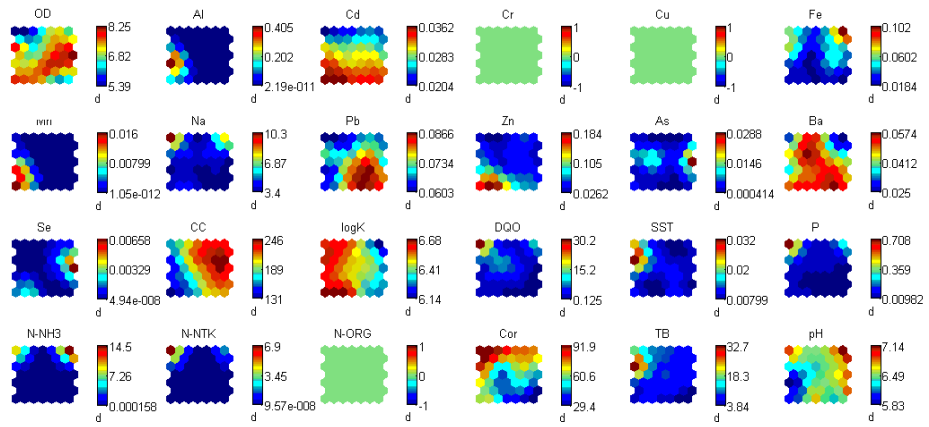 OD Al Cd Cr Cu Fe
8.25 0.405 0.0362 1 1 0.102
6.82 0.202 0.0283 0 0 0.0602
5.39 2.19e-011 0.0204 -1 -1 0.0184
d d d d d d
Mn Na Pb Zn As Ba
0.016 10.3 0.0866 0.184 0.0288 0.0574
0.00799 6.87 0.0734 0.105 0.0146 0.0412
1.05e-012 3.4 0.0603 0.0262 0.000414 0.025
d d d d d d
Se CC logK DQO SST P
0.00658 246 6.68 30.2 0.032 0.708
0.00329 189 6.41 15.2 0.02 0.359
4.94e-008 131 6.14 0.125 0.00799 0.00982
d d d d d d
N-NH3 N-NTK N-ORG Cor TB pH
14.5 6.9 1 91.9 32.7 7.14
7.26 3.45 0 60.6 18.3 6.49
0.000158 9.57e-008 -1 29.4 3.84 5.83
d d d d d d